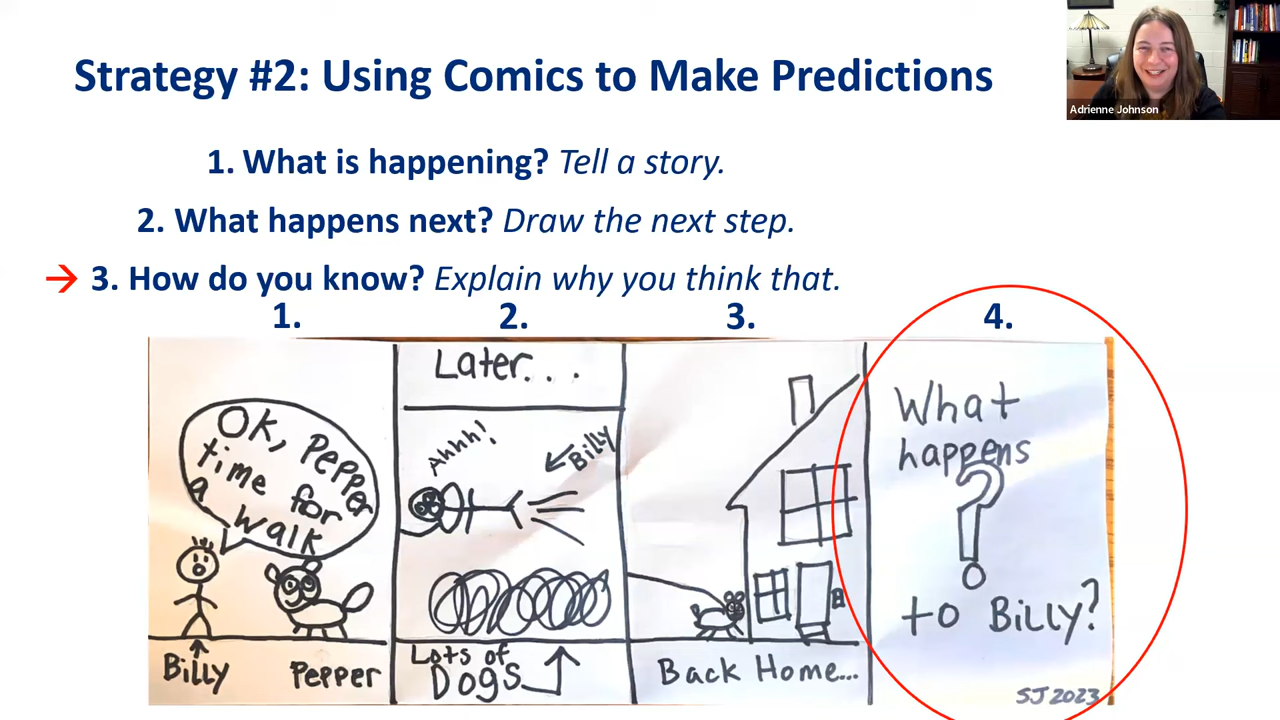 Strategy #2: Using Comics to Make Predictions
Adrienne Johnson
1. What is happening? Tell a story.
2. What happens next? Draw the next step.
→ 3. How do you know? Explain why you think that.
1.
2.
3.
4.
OK, Pepper
time for
a walk
Billy
Pepper
Later...
Ahhh!
←Billy
Lots of
Dogs
Back Home...
What
happens
?
to Billy?
SJ2023